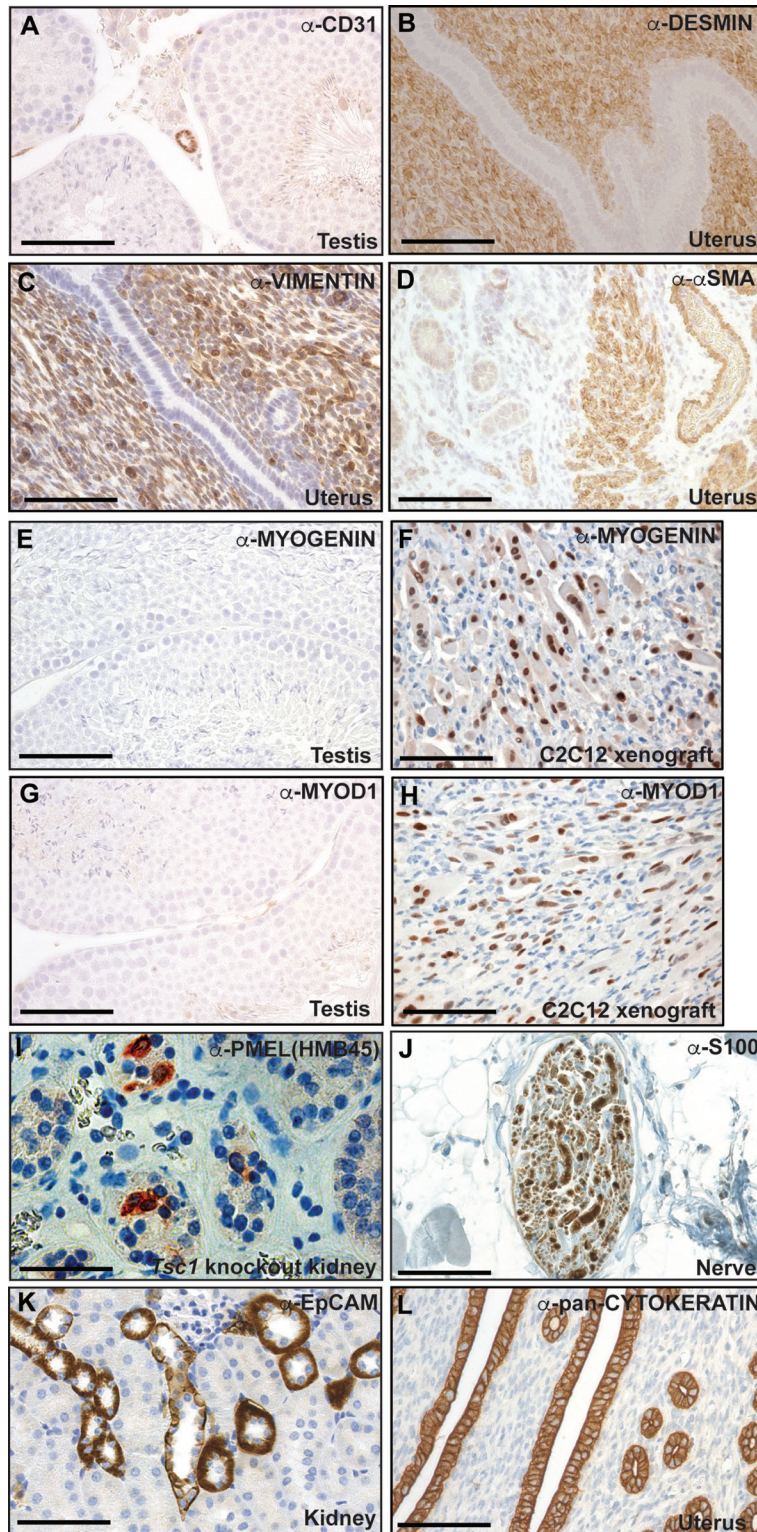 A
α-CD31
Testis
B
α-DESMIN
Uterus
C
α-VIMENTIN
Uterus
D
α-αSMA
Uterus
E
α-MYOGENIN
Testis
F
α-MYOGENIN
C2C12 xenograft
G
α-MYOD1
Testis
H
α-MYOD1
C2C12 xenograft
I
α-PMEL(HMB45)
Tsc1 knockout kidney
J
α-S100
Nerve
K
α-EpCAM
Kidney
L
α-pan-CYTOKERATIN
Uterus